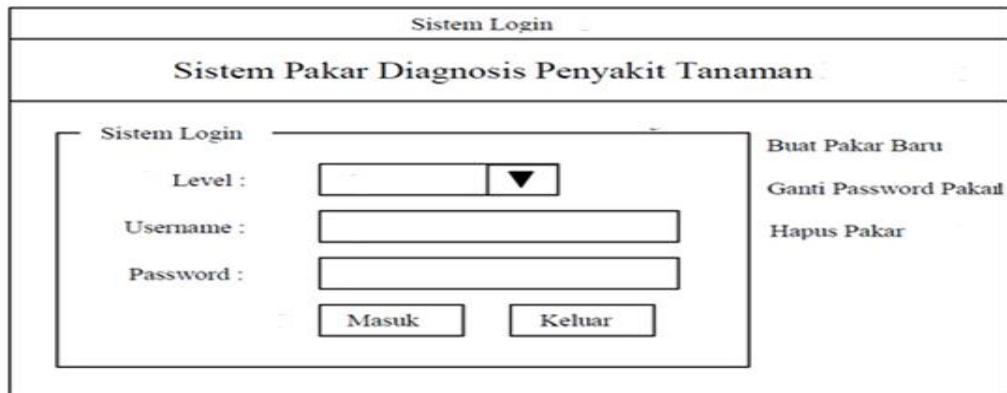 Sistem Login
Sistem Pakar Diagnosis Penyakit Tanaman
Sistem Login
Level :
Username :
Password :
Masuk Keluar
Buat Pakar Baru
Ganti Password Pakar
Hapus Pakar